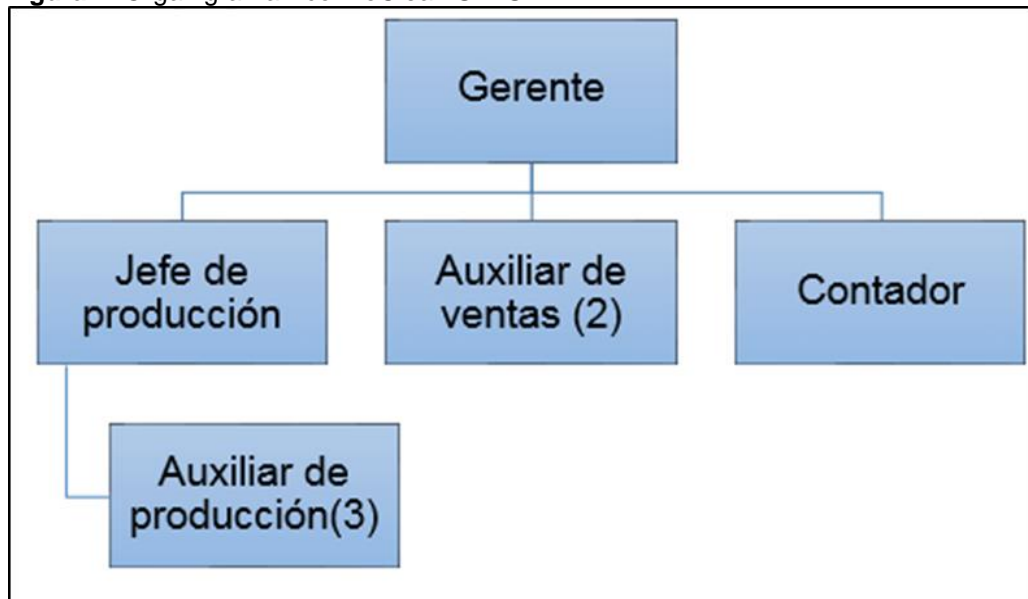 Gerente
Jefe de
producción
Auxiliar de
ventas (2)
Contador
Auxiliar de
producción(3)